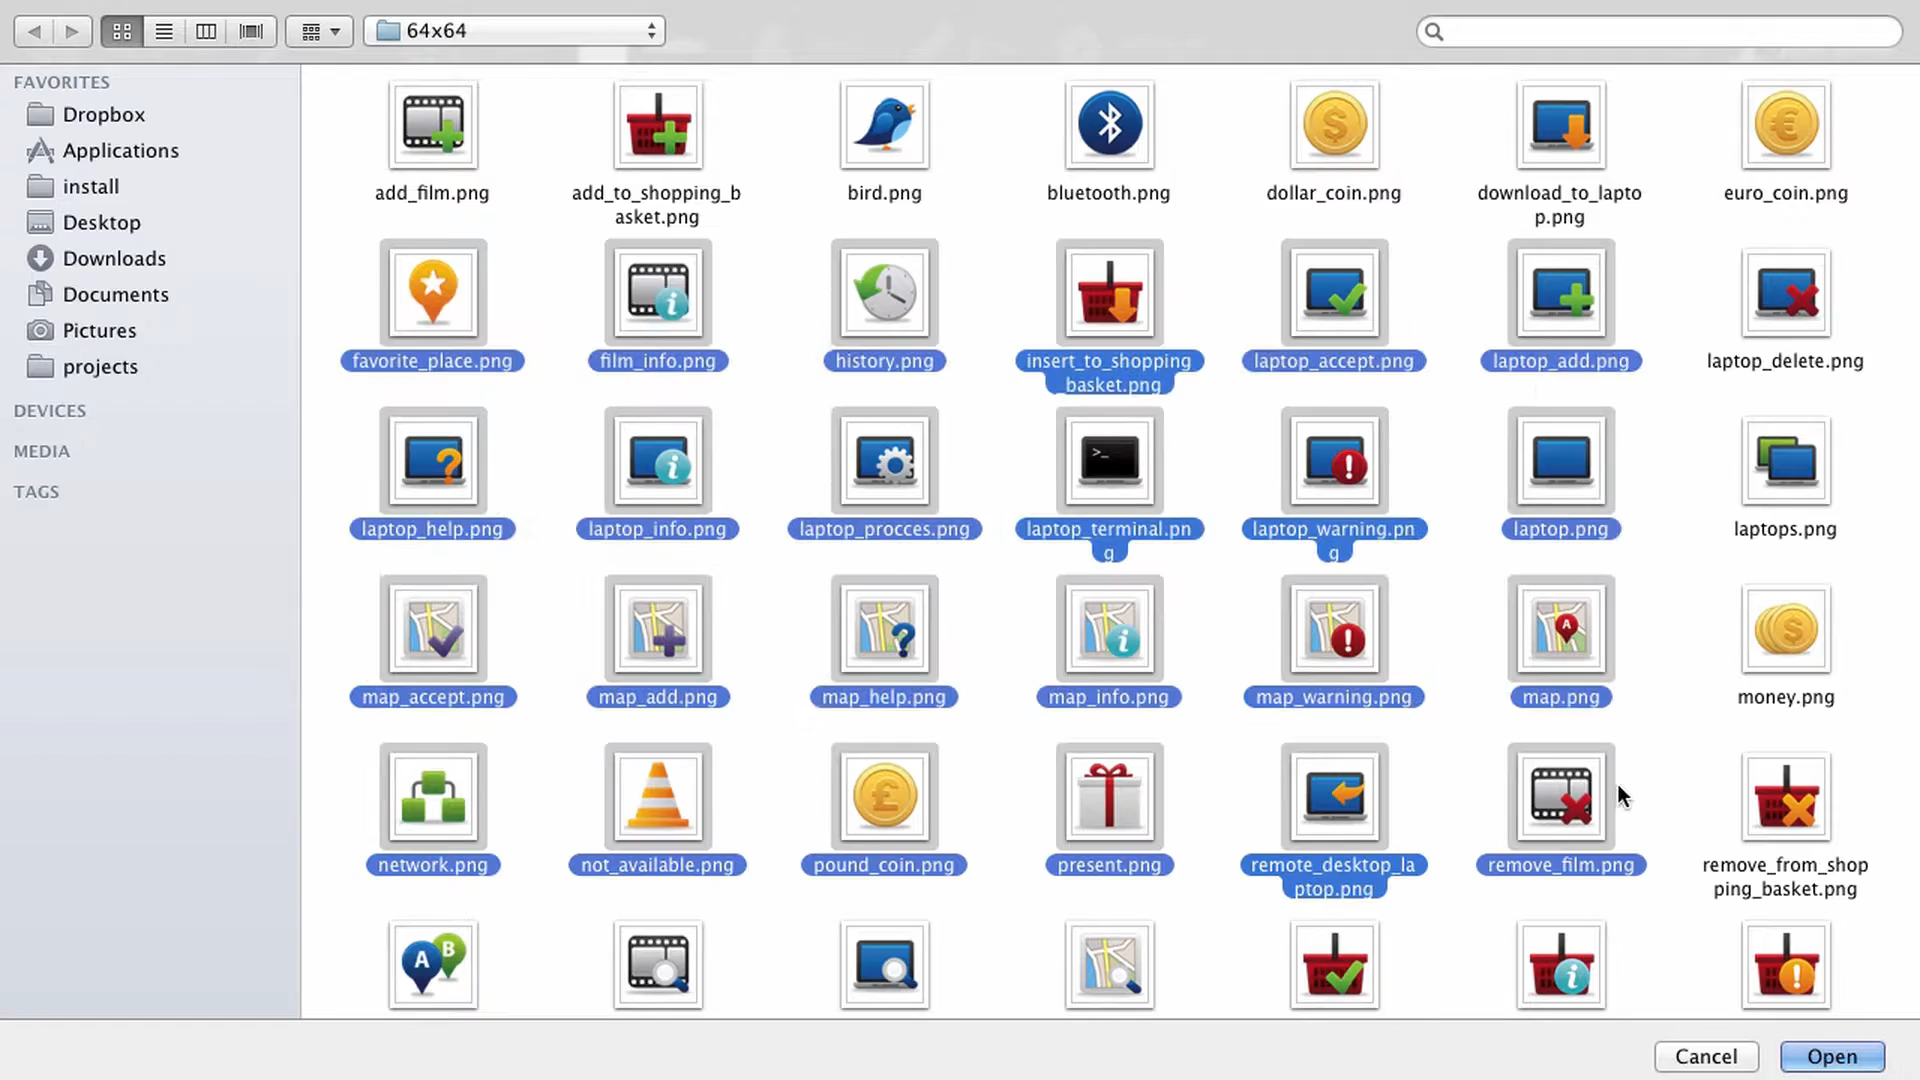 64x64
FAVORITES
Dropbox
Applications
install
Desktop
Downloads
Documents
Pictures
projects
DEVICES
MEDIA
TAGS
add_film.png
add_to_shopping_b
asket.png
bird.png
bluetooth.png
dollar_coin.png
download_to_lapto
p.png
euro_coin.png
favorite_place.png
film_info.png
history.png
insert_to_shopping
basket.png
laptop_accept.png
laptop_add.png
laptop_delete.png
laptop_help.png
laptop_info.png
laptop_procces.png
>_
laptop_terminal.pn
g
laptop_warning.pn
g
laptop.png
laptops.png
A
map_accept.png
map_add.png
map_help.png
map_info.png
map_warning.png
map.png
money.png
network.png
not_available.png
pound_coin.png
present.png
remote_desktop_la
ptop.png
remove_film.png
remove_from_shop
ping_basket.png
A
B
Cancel
Open